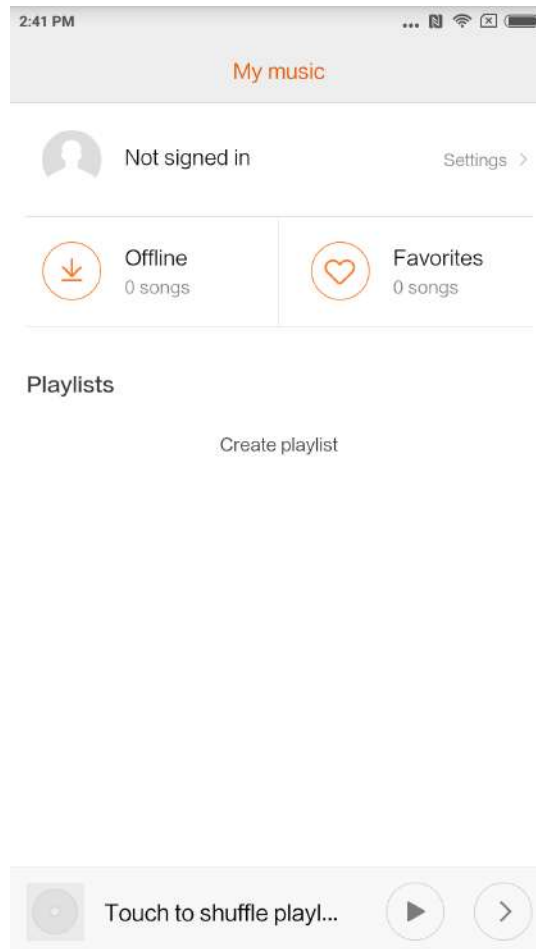 2:41 PM
My music
Not signed in
Settings
Offline
0 songs
Favorites
0 songs
Playlists
Create playlist
Touch to shuffle playl...